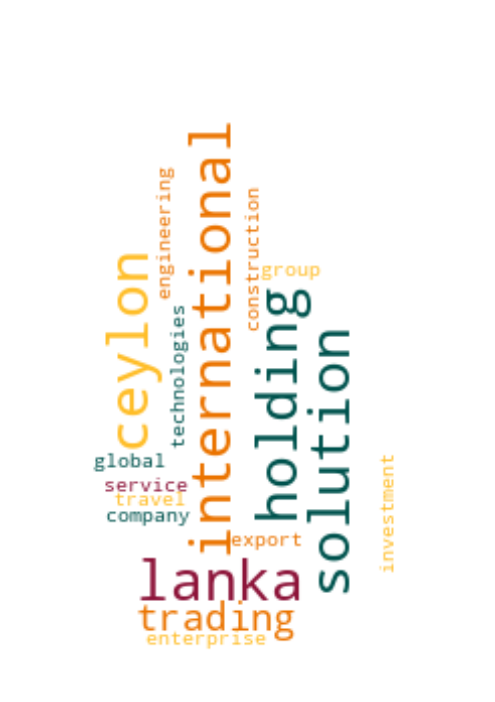 international
engineering
construction
ceylon
group
holding
technologies
solution
global
investment
service
travel
company
export
lanka
trading
enterprise